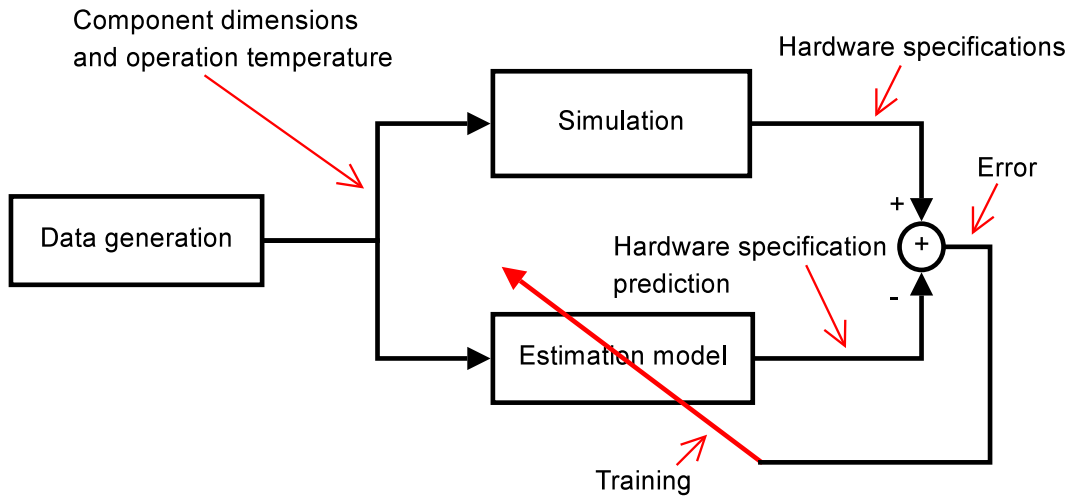 Component dimensions
and operation temperature
Hardware specifications
Simulation
Error
+
Data generation
+
Hardware specification
prediction
-
Estimation model
Training